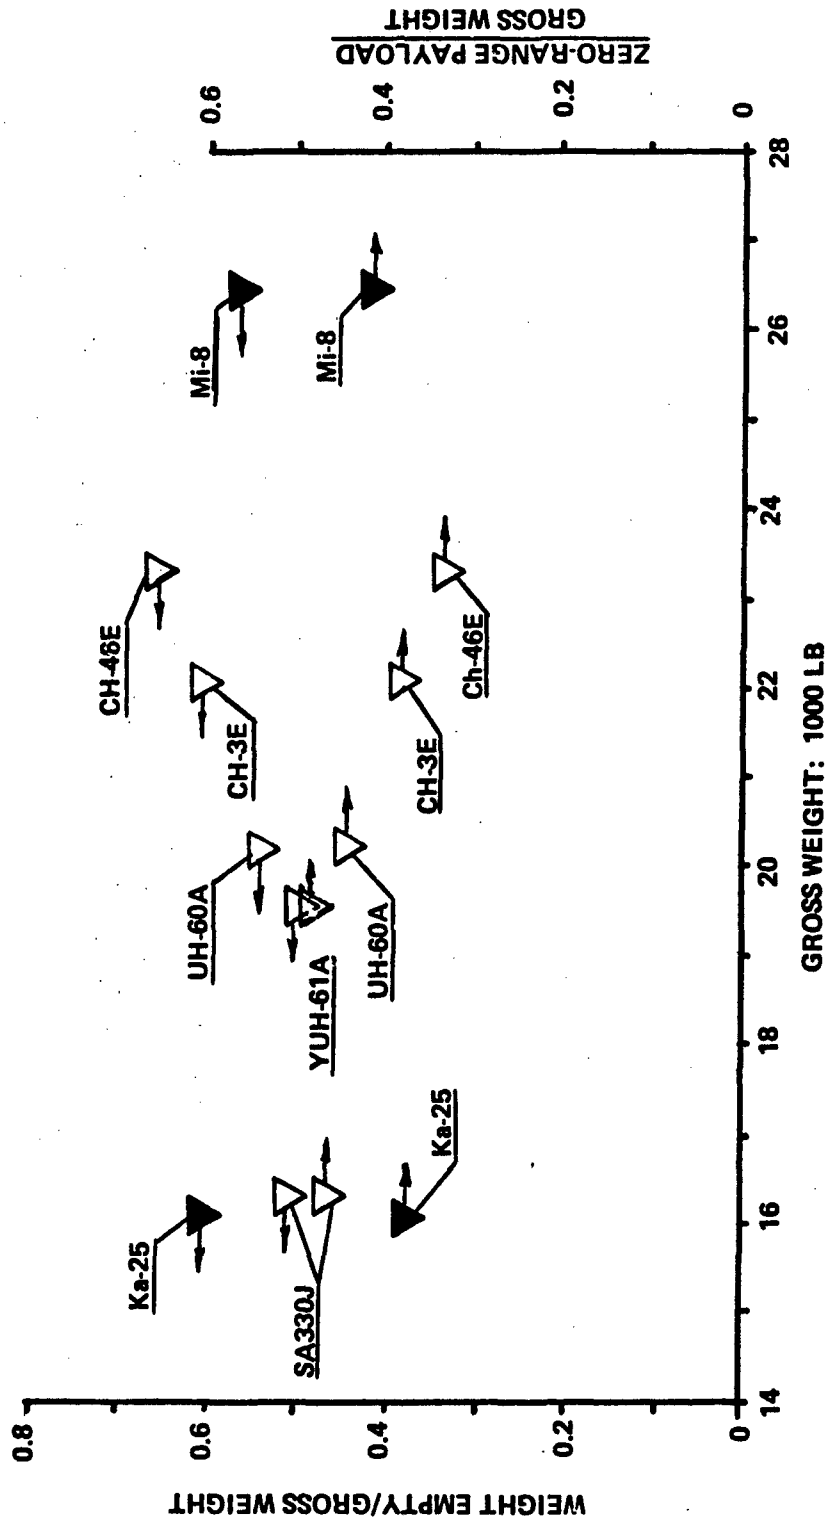 0.8
0.6
0.4
0.2
0
WEIGHT EMPTY/GROSS WEIGHT
Ka-25
SA330J
Ka-25
UH-60A
YUH-61A
UH-60A
CH-46E
CH-3E
CH-3E
Ch-46E
Mi-8
Mi-8
0.6
0.4
0.2
0
ZERO-RANGE PAYLOAD
GROSS WEIGHT
14
16
18
20
22
24
26
28
GROSS WEIGHT: 1000 LB